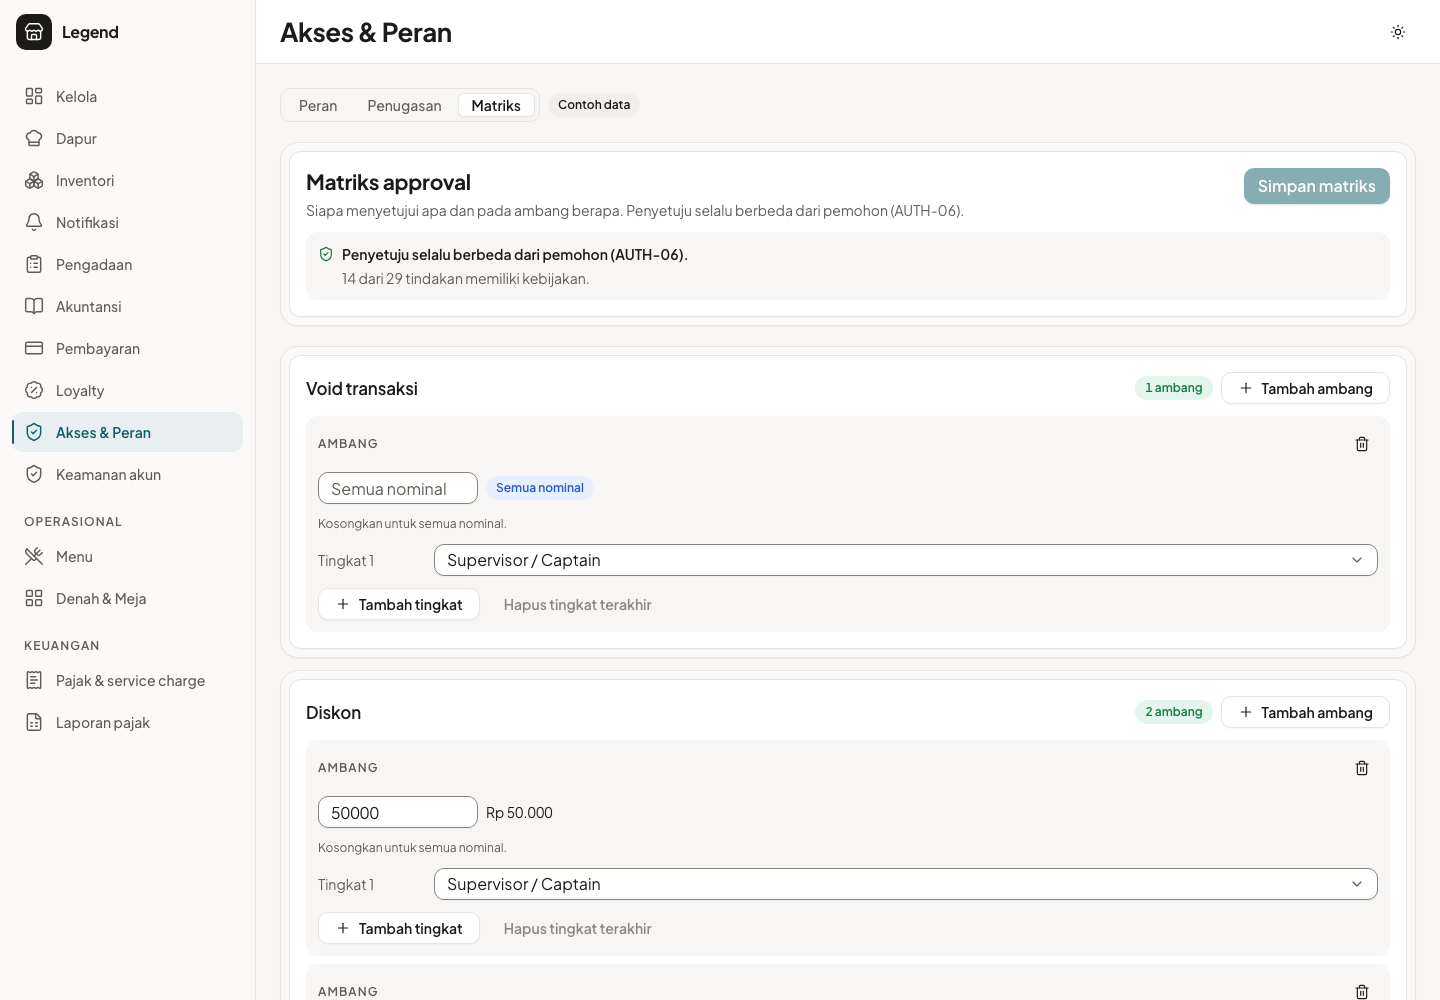 Legend
Akses & Peran
Kelola
Dapur
Inventori
Notifikasi
Pengadaan
Akuntansi
Pembayaran
Loyalty
Akses & Peran
Keamanan akun
OPERASIONAL
Menu
Denah & Meja
KEUANGAN
Pajak & service charge
Laporan pajak
Peran Penugasan Matriks Contoh data
Matriks approval
Simpan matriks
Siapa menyetujui apa dan pada ambang berapa. Penyetuju selalu berbeda dari pemohon (AUTH-06).
Penyetuju selalu berbeda dari pemohon (AUTH-06).
14 dari 29 tindakan memiliki kebijakan.
Void transaksi 1 ambang Tambah ambang
AMBANG
Semua nominal Semua nominal
Kosongkan untuk semua nominal.
Tingkat 1 Supervisor / Captain
Tambah tingkat Hapus tingkat terakhir
Diskon 2 ambang Tambah ambang
AMBANG
50000 Rp 50.000
Kosongkan untuk semua nominal.
Tingkat 1 Supervisor / Captain
Tambah tingkat Hapus tingkat terakhir
AMBANG